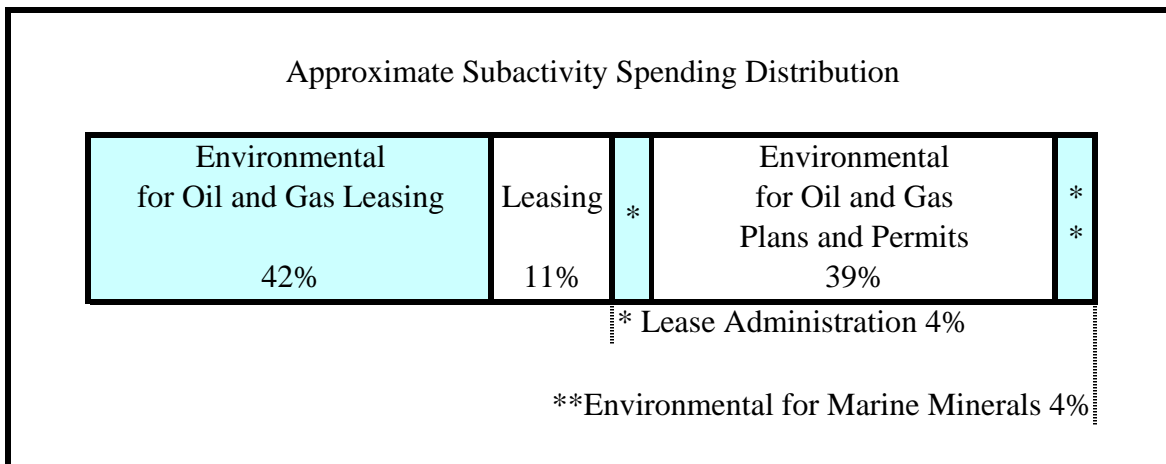 Approximate Subactivity Spending Distribution
Environmental
for Oil and Gas Leasing
42%
Leasing
11%
*
Environmental
for Oil and Gas
Plans and Permits
39%
*
*
* Lease Administration 4%
**Environmental for Marine Minerals 4%